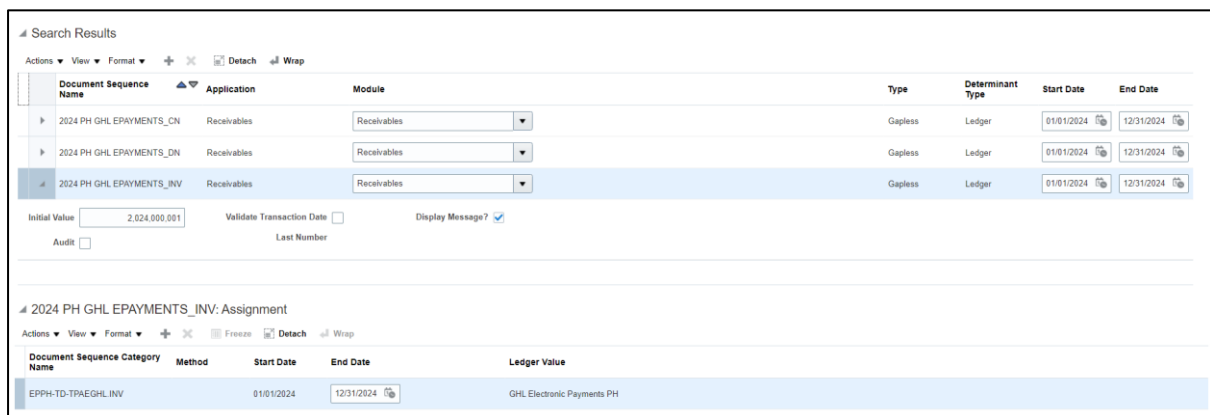 Search Results
Actions View Format Detach Wrap
Document Sequence Name Application Module Type Determinant Type Start Date End Date
2024 PH GHL EPAYMENTS_CN Receivables Receivables Gapless Ledger 01/01/2024 12/31/2024
2024 PH GHL EPAYMENTS_DN Receivables Receivables Gapless Ledger 01/01/2024 12/31/2024
2024 PH GHL EPAYMENTS_INV Receivables Receivables Gapless Ledger 01/01/2024 12/31/2024
Initial Value 2,024,000,001 Validate Transaction Date Display Message?
Audit Last Number
2024 PH GHL EPAYMENTS_INV: Assignment
Actions View Format Freeze Detach Wrap
Document Sequence Category Name Method Start Date End Date Ledger Value
EPPH-TD-TPAEGHL.INV 01/01/2024 12/31/2024 GHL Electronic Payments PH